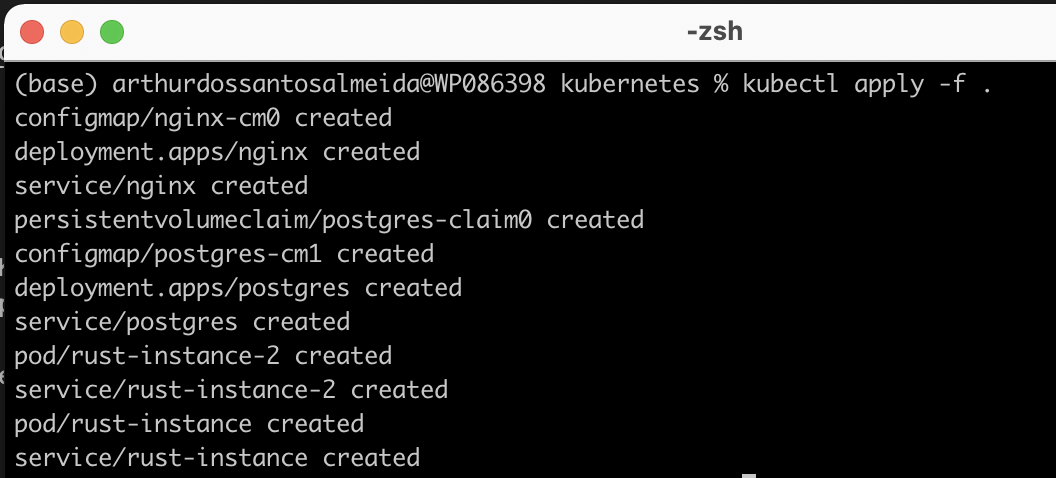 -zsh
(base) arthurdossantosalmeida@WP086398 kubernetes % kubectl apply -f .
configmap/nginx-cm0 created
deployment.apps/nginx created
service/nginx created
persistentvolumeclaim/postgres-claim0 created
configmap/postgres-cm1 created
deployment.apps/postgres created
service/postgres created
pod/rust-instance-2 created
service/rust-instance-2 created
pod/rust-instance created
service/rust-instance created